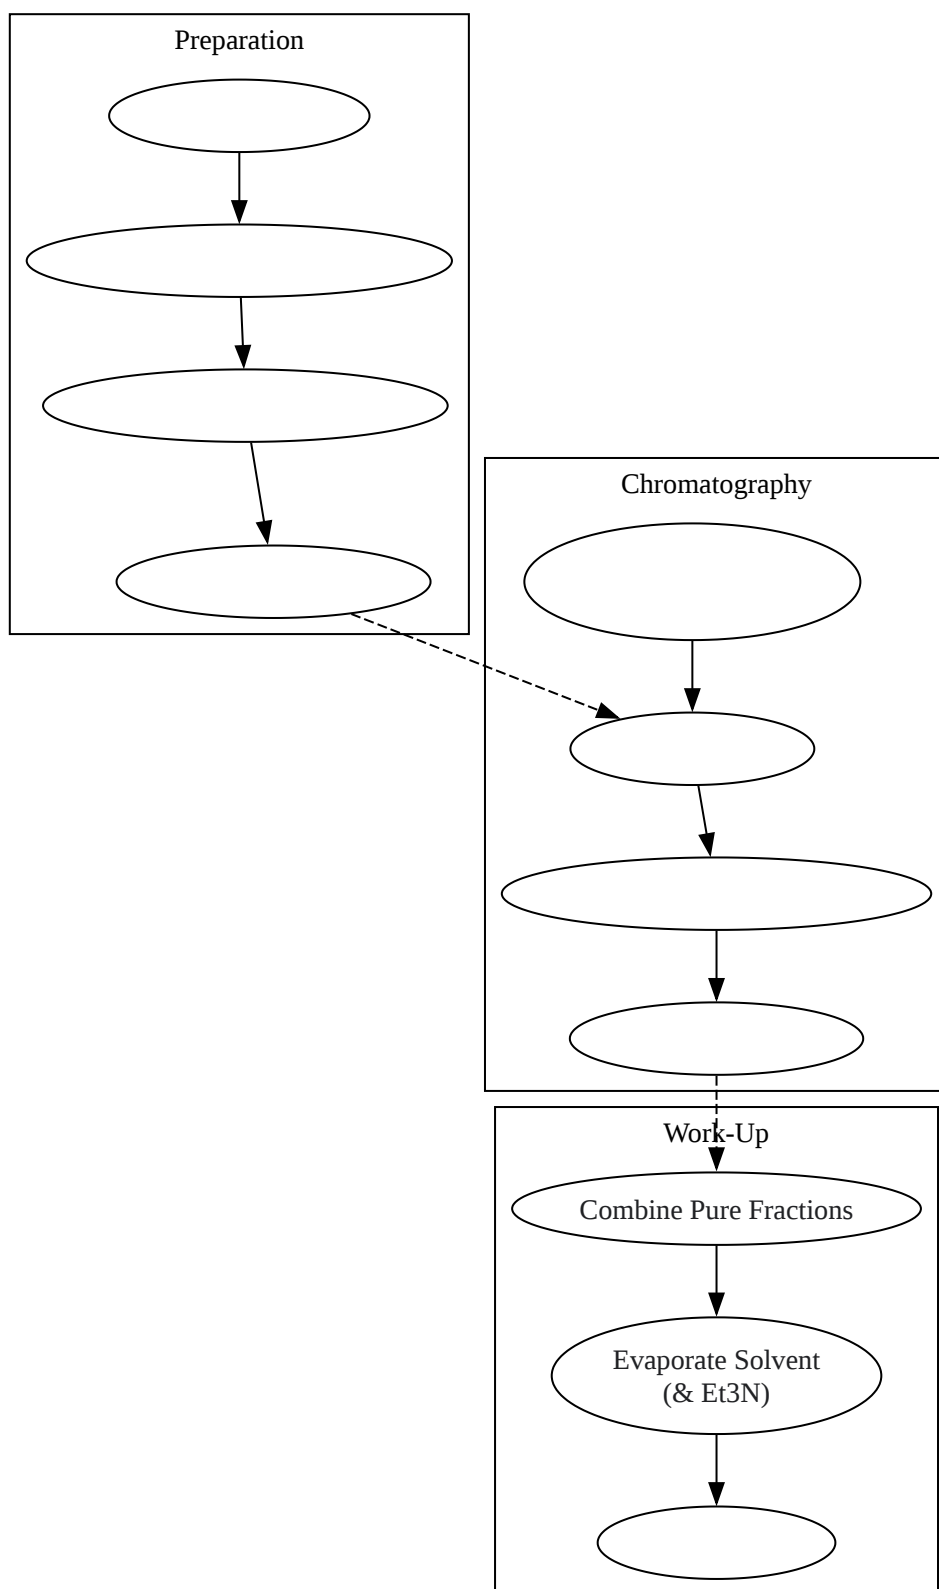 Preparation
Chromatography
Work-Up
Combine Pure Fractions
Evaporate Solvent
(& Et3N)